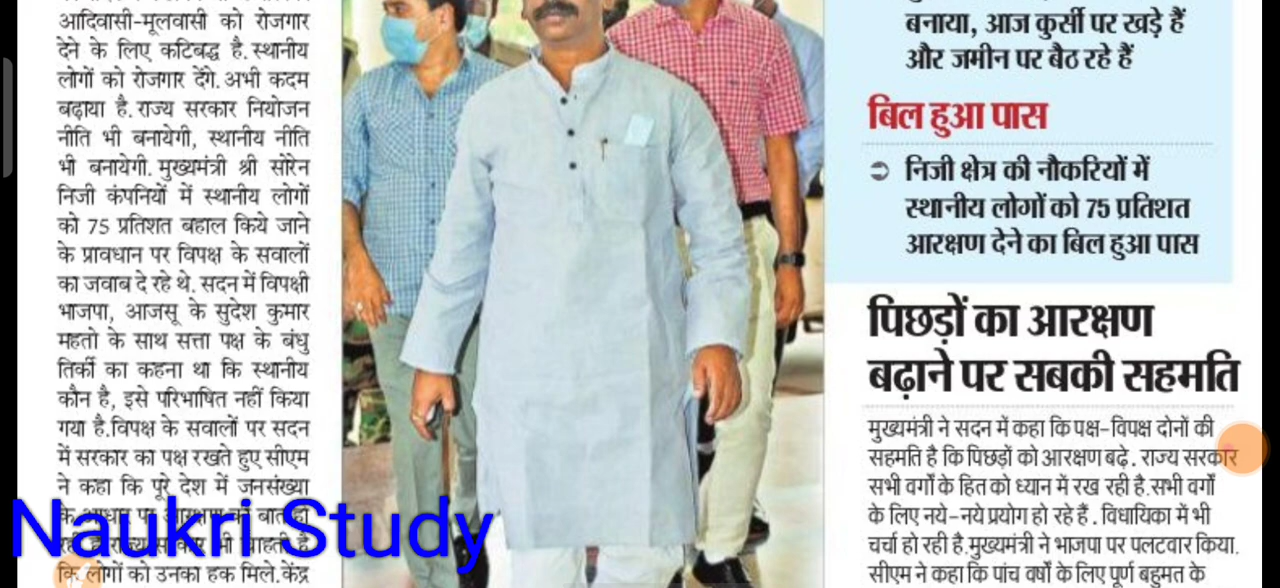 आदिवासी-मूलवासी को रोजगार
देने के लिए कटिबद्ध है. स्थानीय
लोगों को रोजगार देंगे. अभी कदम
बढ़ाया है. राज्य सरकार नियोजन
नीति भी बनायेगी, स्थानीय नीति
भी बनायेगी. मुख्यमंत्री श्री सोरेन
निजी कंपनियों में स्थानीय लोगों
को 75 प्रतिशत बहाल किये जाने
के प्रावधान पर विपक्ष के सवालों
का जवाब दे रहे थे. सदन में विपक्षी
भाजपा, आजसू के सुदेश कुमार
महतो के साथ सत्ता पक्ष के बंधु
तिर्की का कहना था कि स्थानीय
कौन है, इसे परिभाषित नहीं किया
गया है.विपक्ष के सवालों पर सदन
में सरकार का पक्ष रखते हुए सीएम
ने कहा कि पूरे देश में जनसंख्या
के आधार पर आरक्षण की बात हो
कि लोगों को उनका हक मिले. केंद्र
Naukri Study
बनाया, आज कुर्सी पर खड़े हैं
और जमीन पर बैठ रहे हैं
बिल हुआ पास
निजी क्षेत्र की नौकरियों में
स्थानीय लोगों को 75 प्रतिशत
आरक्षण देने का बिल हुआ पास
पिछड़ों का आरक्षण
बढ़ाने पर सबकी सहमति
मुख्यमंत्री ने सदन में कहा कि पक्ष-विपक्ष दोनों की
सहमति है कि पिछड़ों को आरक्षण बढ़े. राज्य सरकार
सभी वर्गों के हित को ध्यान में रख रही है.सभी वर्गों
के लिए नये-नये प्रयोग हो रहे हैं. विधायिका में भी
चर्चा हो रही है.मुख्यमंत्री ने भाजपा पर पलटवार किया.
सीएम ने कहा कि पांच वर्षों के लिए पूर्ण बहुमत के